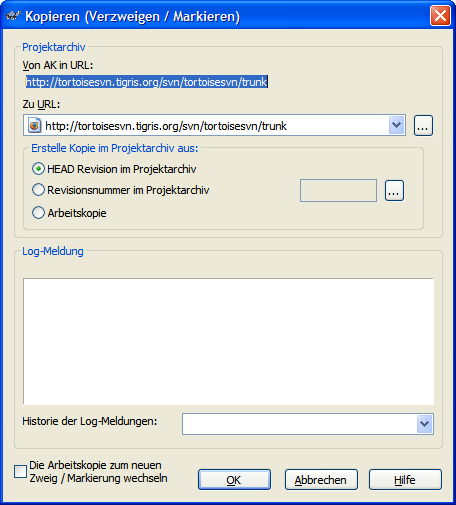 Kopieren (Verzweigen / Markieren)
Projektarchiv
Von AK in URL:
http://tortoisesvn.tigris.org/svn/tortoisesvn/trunk
Zu URL:
http://tortoisesvn.tigris.org/svn/tortoisesvn/trunk
...
Erstelle Kopie im Projektarchiv aus:
HEAD Revision im Projektarchiv
Revisionsnummer im Projektarchiv
...
Arbeitskopie
Log-Meldung
Historie der Log-Meldungen:
Die Arbeitskopie zum neuen
Zweig / Markierung wechseln
OK
Abbrechen
Hilfe